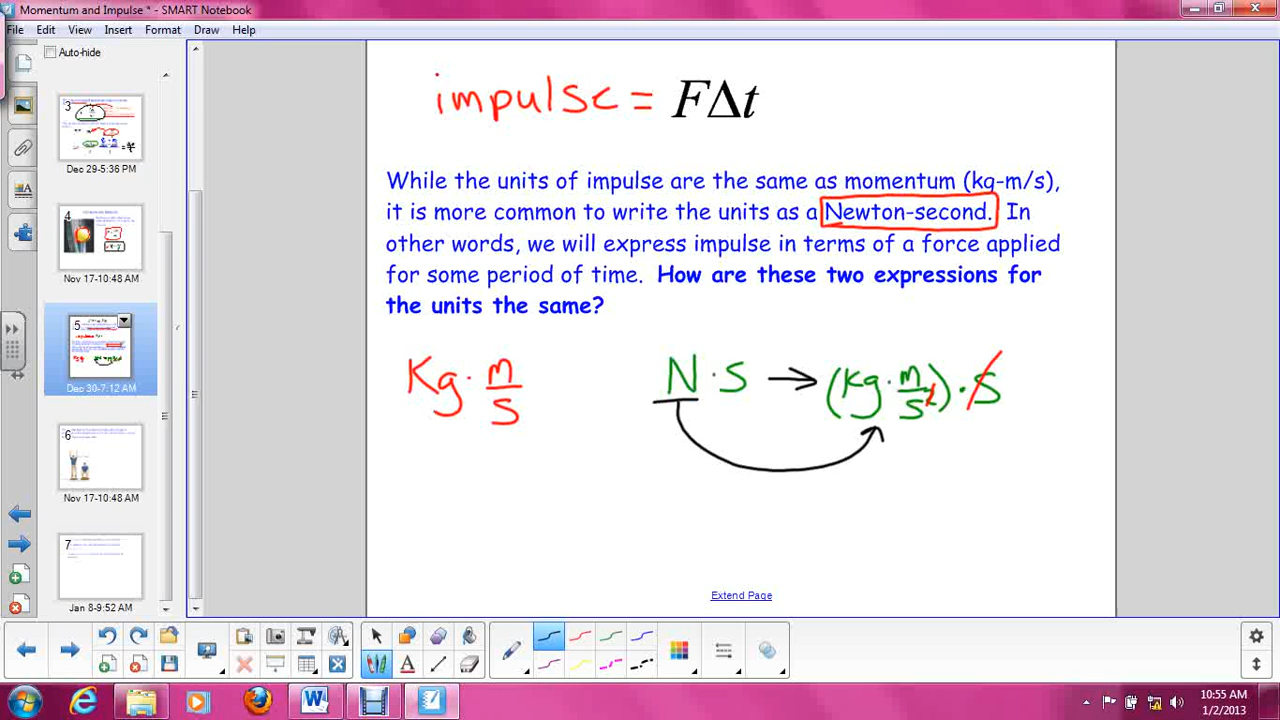 Momentum and Impulse * - SMART Notebook
File Edit View Insert Format Draw Help
Auto-hide
3
Dec 29-5:36 PM
4
Nov 17-10:48 AM
5
Dec 30-7:12 AM
6
Nov 17-10:48 AM
7
Jan 8-9:52 AM
impulse = FΔt
While the units of impulse are the same as momentum (kg-m/s),
it is more common to write the units as a Newton-second. In
other words, we will express impulse in terms of a force applied
for some period of time. How are these two expressions for
the units the same?
Kg · m/s N · S → (kg · m/s²) · S
Extend Page
10:55 AM
1/2/2013